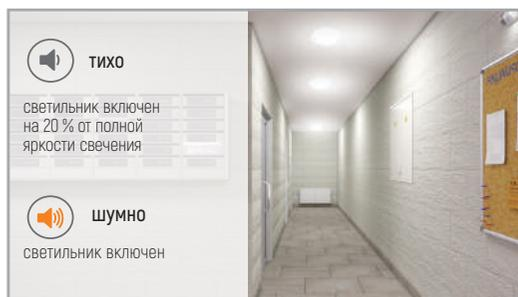 тихо
светильник включен
на 20 % от полной
яркости свечения
шумно
светильник включен